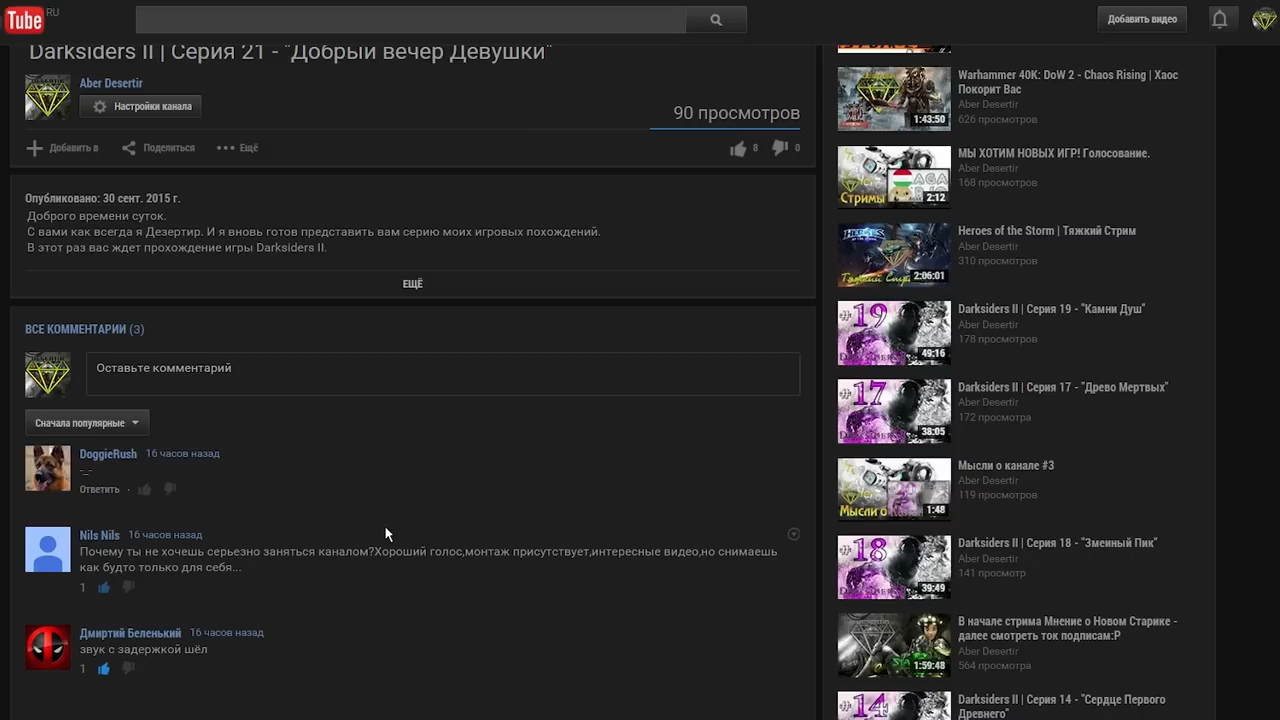 Tube
RU
Добавить видео
Darksiders II | Серия 21 - "Добрый вечер Девушки"
Aber Desertir
Настройки канала
90 просмотров
Добавить в
Поделиться
Ещё
8
0
Опубликовано: 30 сент. 2015 г.
Доброго времени суток.
С вами как всегда я Дезертир. И я вновь готов представить вам серию моих игровых похождений.
В этот раз вас ждет прохождение игры Darksiders II.
ЕЩЁ
ВСЕ КОММЕНТАРИИ (3)
Оставьте комментарий
Сначала популярные
DoggieRush 16 часов назад
-_-
Ответить ·
Nils Nils 16 часов назад
Почему ты не хочешь серьезно заняться каналом?Хороший голос,монтаж присутствует,интересные видео,но снимаешь
как будто только для себя...
1
Дмиртий Беленький 16 часов назад
звук с задержкой шёл
1
Warhammer 40K: DoW 2 - Chaos Rising | Хаос
Покорит Вас
Aber Desertir
626 просмотров
1:43:50
МЫ ХОТИМ НОВЫХ ИГР! Голосование.
Aber Desertir
168 просмотров
Стримы
2:12
Heroes of the Storm | Тяжкий Стрим
Aber Desertir
310 просмотров
2:06:01
Darksiders II | Серия 19 - "Камни Душ"
Aber Desertir
178 просмотров
#19
49:16
Darksiders II | Серия 17 - "Древо Мертвых"
Aber Desertir
172 просмотра
#17
38:05
Мысли о канале #3
Aber Desertir
119 просмотров
Мысли о
1:48
Darksiders II | Серия 18 - "Змеиный Пик"
Aber Desertir
141 просмотр
#18
39:49
В начале стрима Мнение о Новом Старике -
далее смотреть ток подписам:Р
Aber Desertir
564 просмотра
1:59:48
Darksiders II | Серия 14 - "Сердце Первого
Древнего"
#14